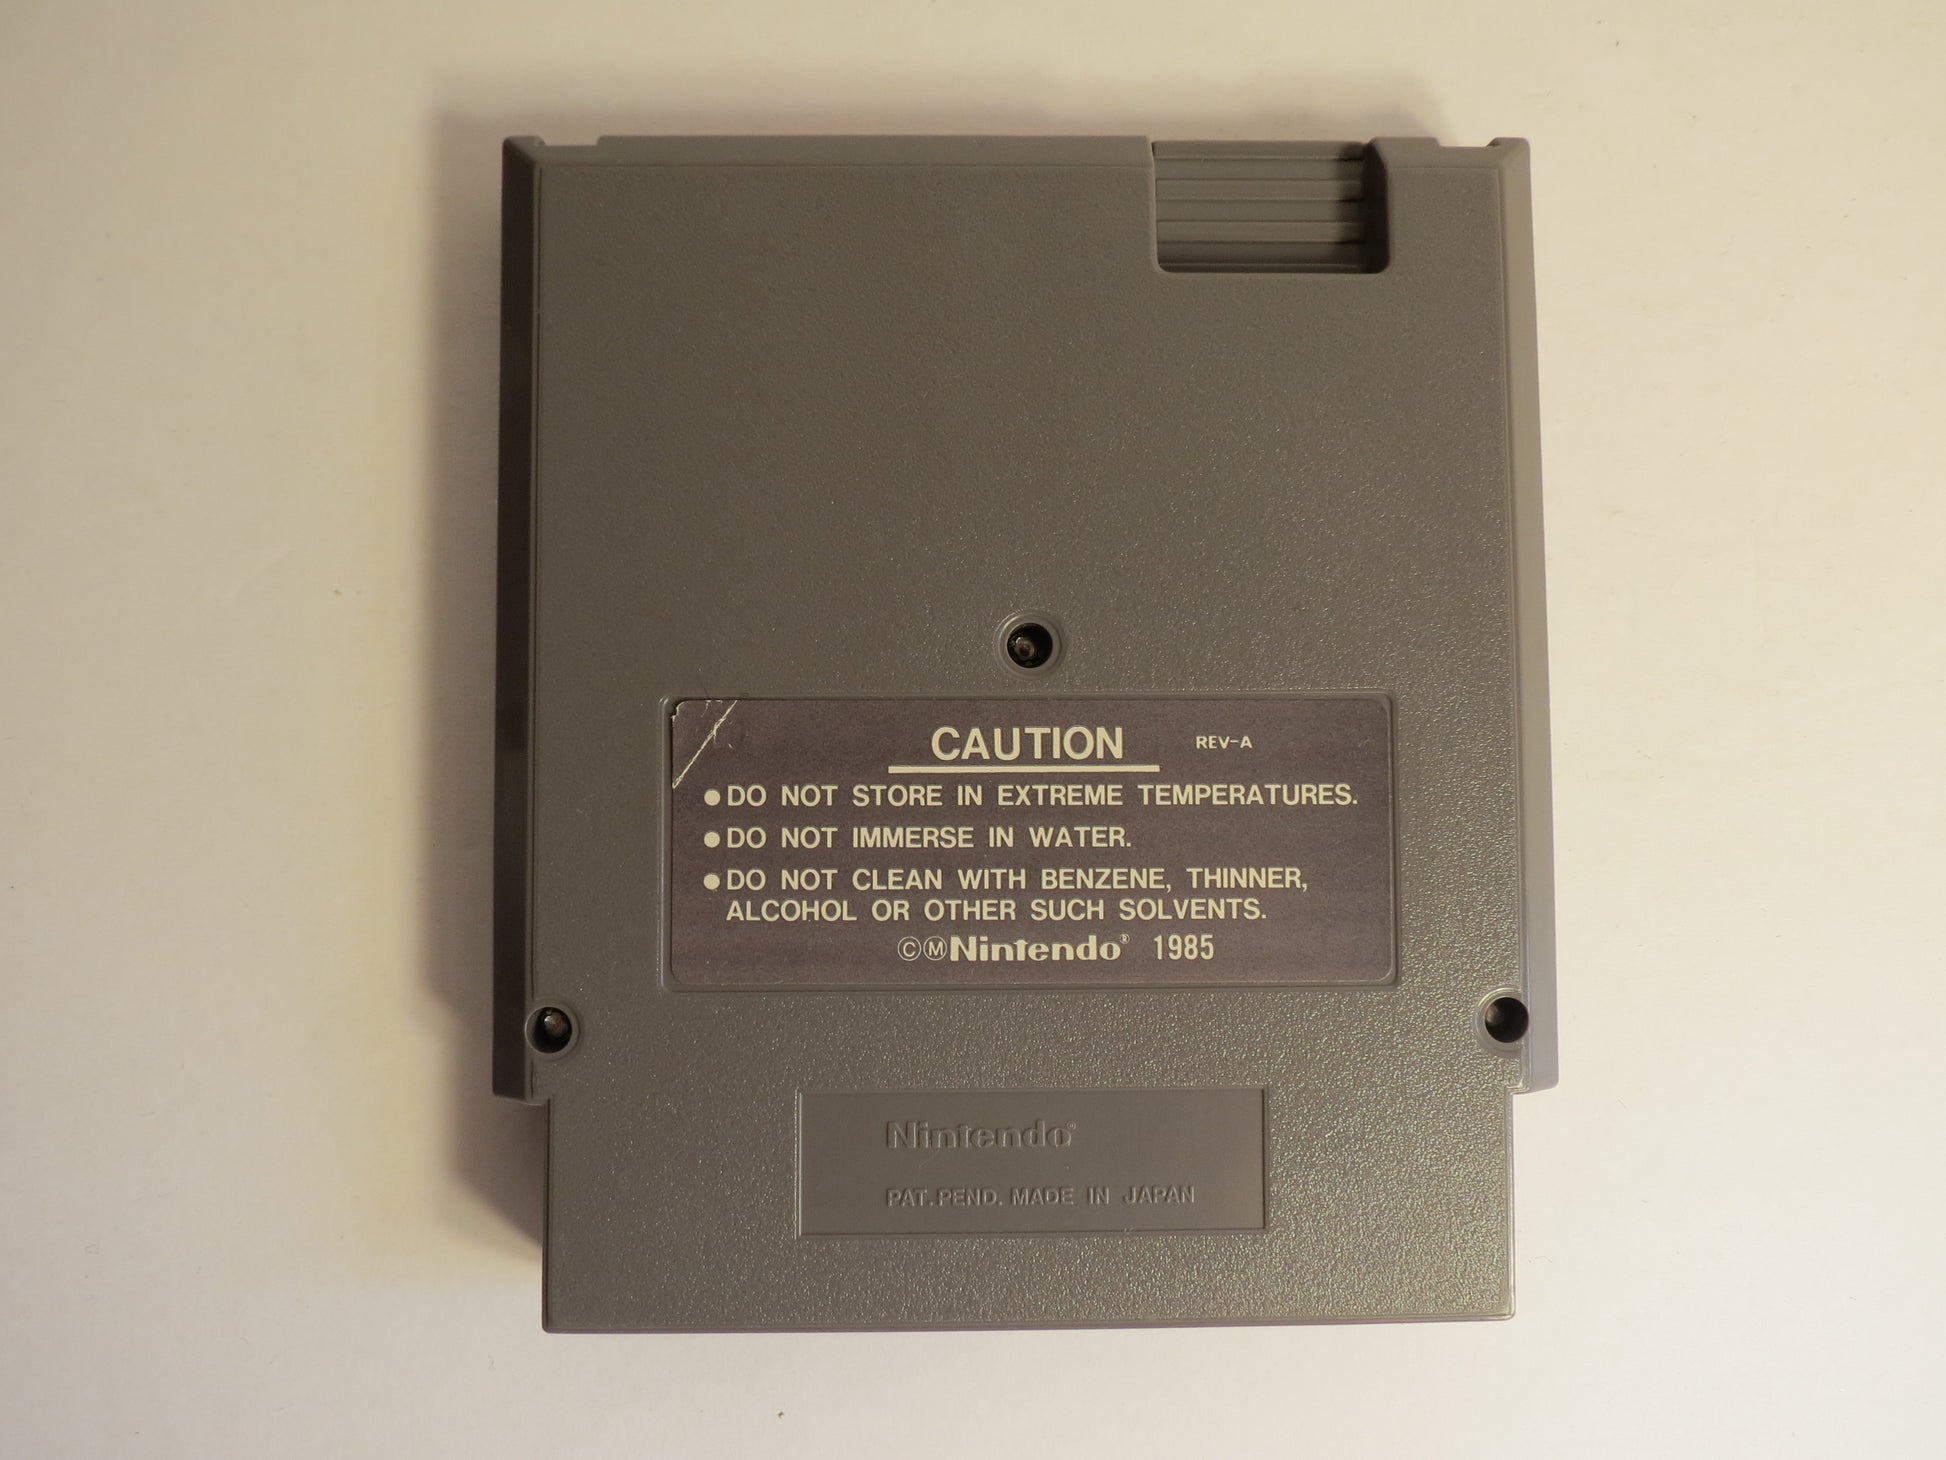 CAUTION REV-A
●DO NOT STORE IN EXTREME TEMPERATURES.
●DO NOT IMMERSE IN WATER.
●DO NOT CLEAN WITH BENZENE, THINNER,
ALCOHOL OR OTHER SUCH SOLVENTS.
©ⓂNintendo® 1985
Nintendo®
PAT. PEND. MADE IN JAPAN